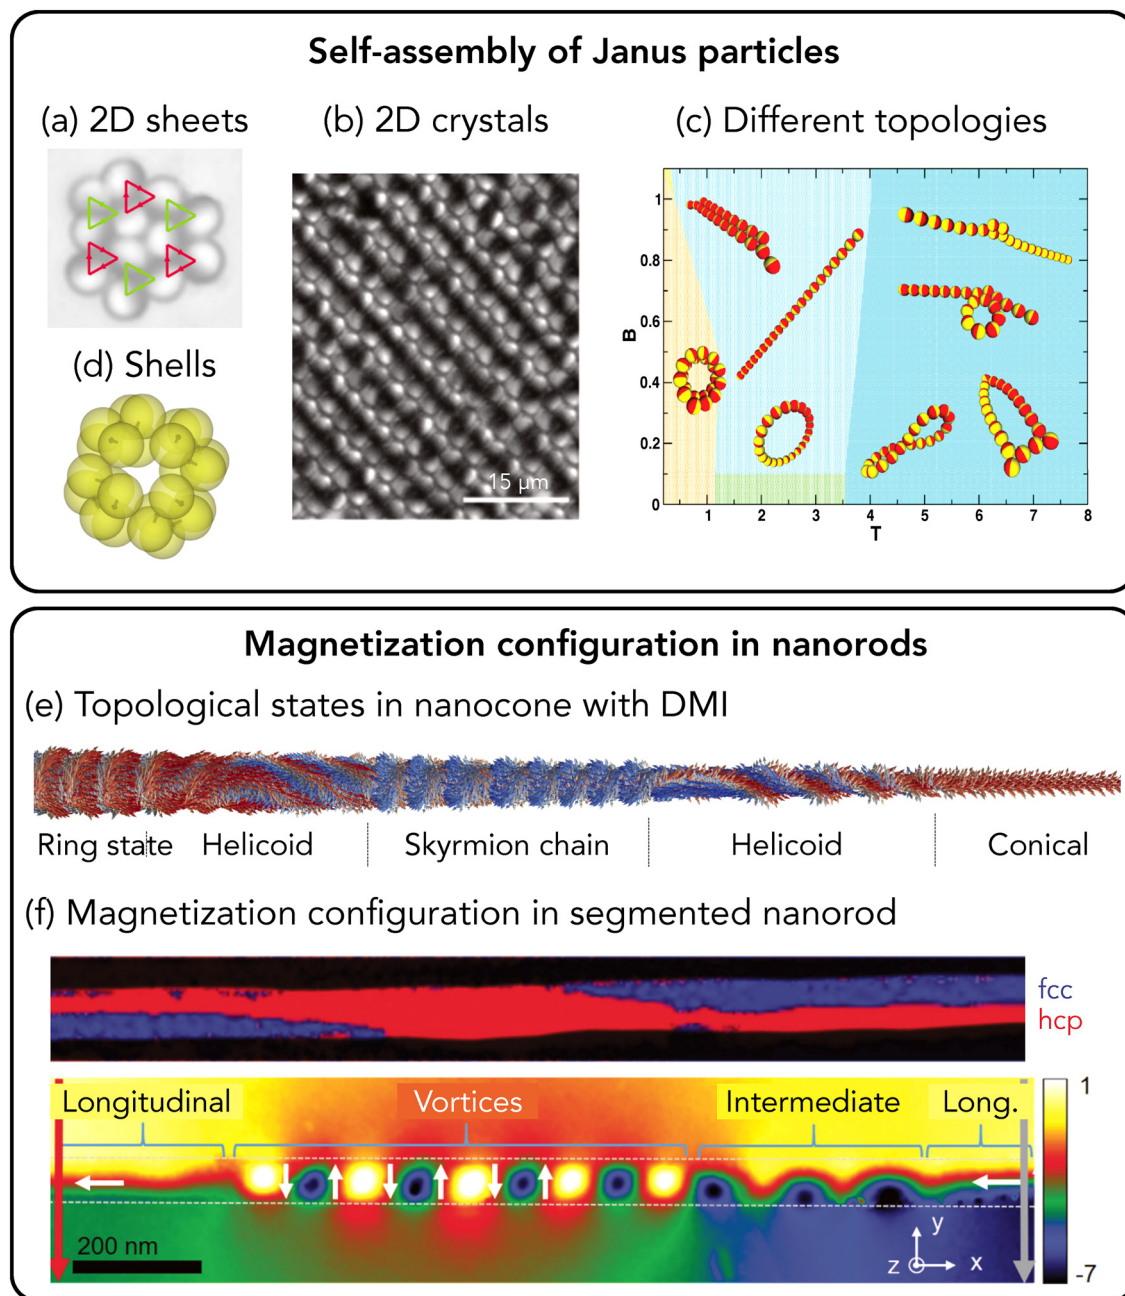 Self-assembly of Janus particles
(a) 2D sheets
(b) 2D crystals
(c) Different topologies
(d) Shells
15 µm
1
0.8
0.6
0.4
0.2
0
B
1 2 3 4 5 6 7 8
T
Magnetization configuration in nanorods
(e) Topological states in nanocone with DMI
Ring state Helicoid Skyrmion chain Helicoid Conical
(f) Magnetization configuration in segmented nanorod
fcc
hcp
Longitudinal Vortices Intermediate Long.
1
200 nm
y
z x
-7